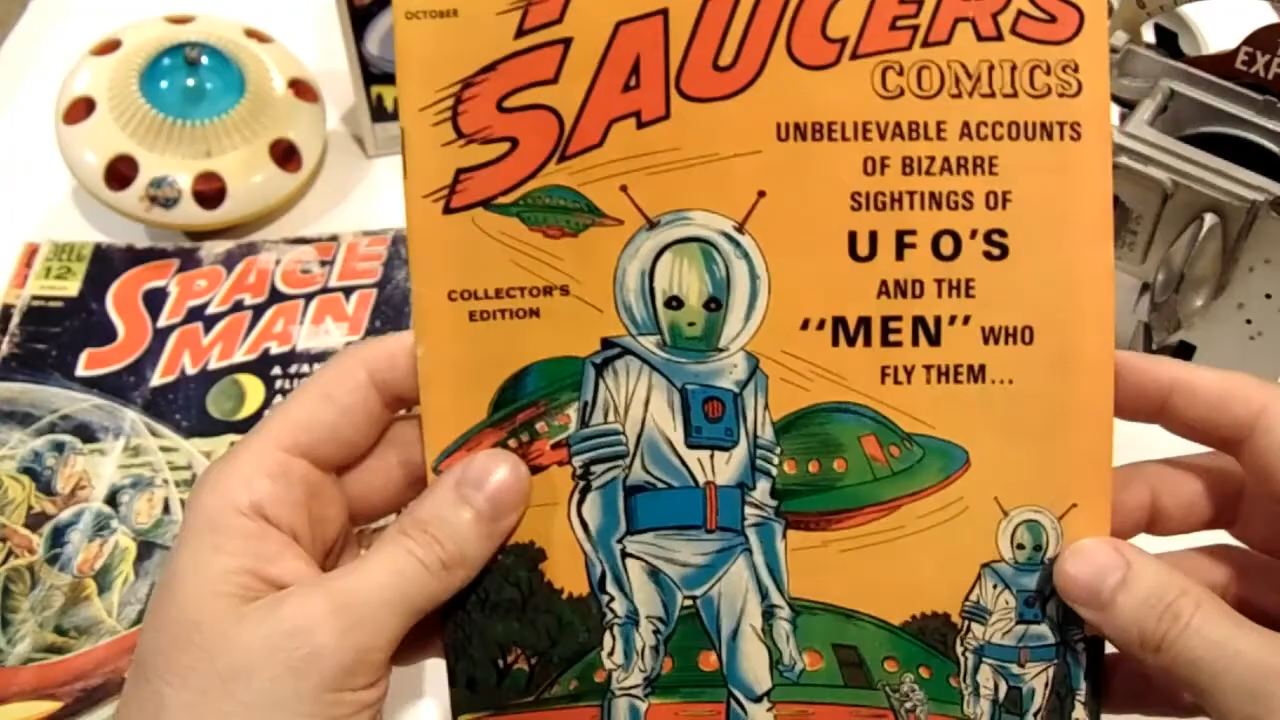 OCTOBER
SAUCERS
COMICS
UNBELIEVABLE ACCOUNTS
OF BIZARRE
SIGHTINGS OF
UFO'S
AND THE
"MEN" WHO
FLY THEM...
COLLECTOR'S
EDITION
DELL
12¢
SPACE
MAN